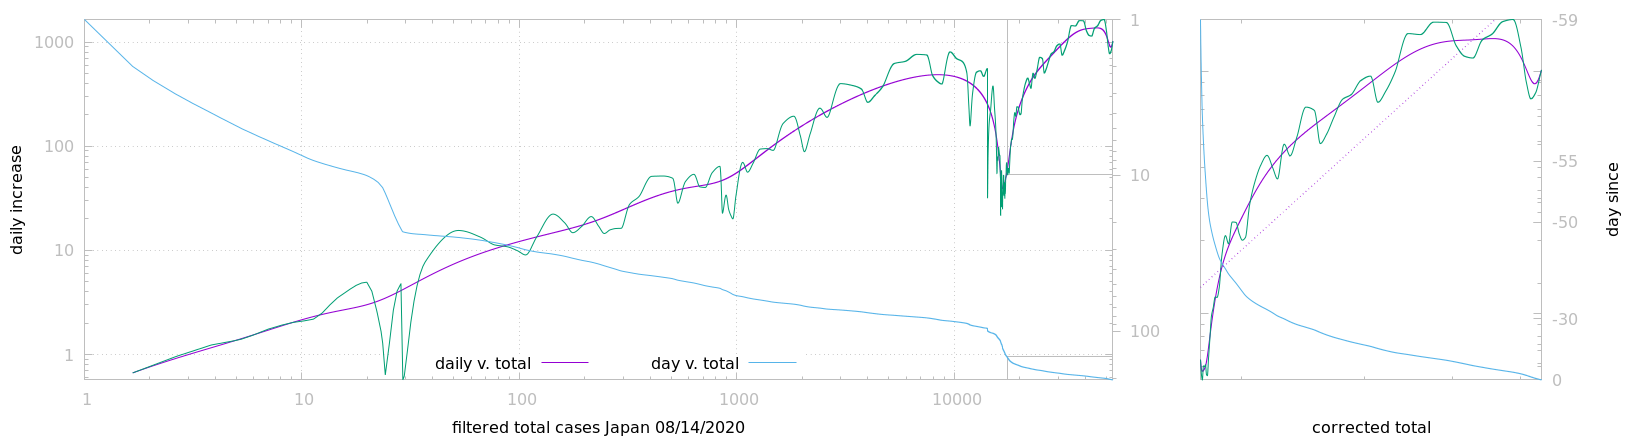 1000
100
10
1
daily increase
1
10
100
1000
10000
filtered total cases Japan 08/14/2020
daily v. total
day v. total
1
10
100
-59
-55
-50
-30
0
day since
corrected total